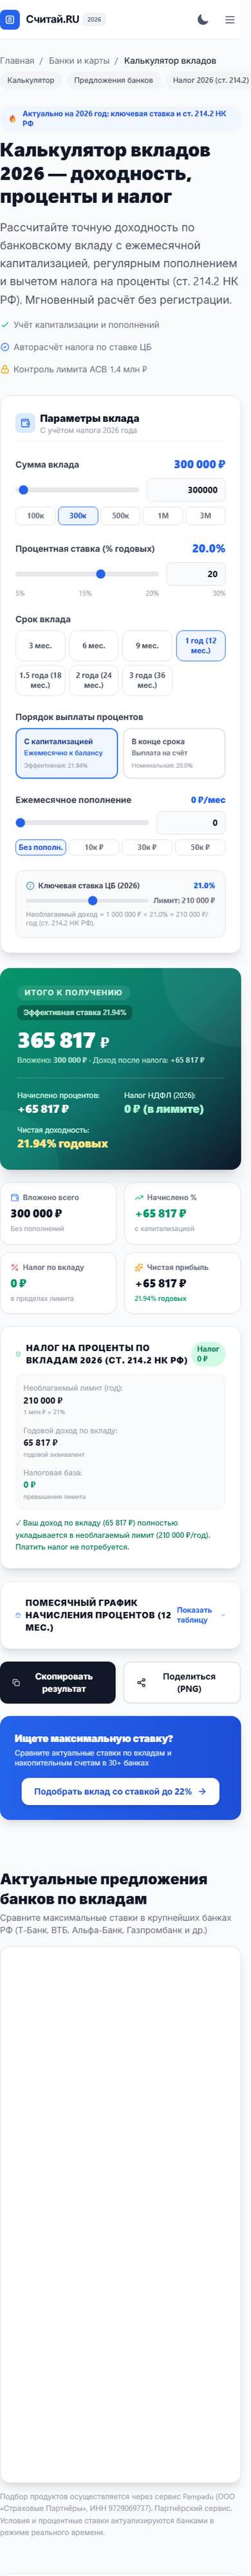 Считай.RU 2026
Главная / Банки и карты / Калькулятор вкладов
Калькулятор Предложения банков Налог 2026 (ст. 214.2)
Актуально на 2026 год: ключевая ставка и ст. 214.2 НК
РФ
Калькулятор вкладов
2026 — доходность,
проценты и налог
Рассчитайте точную доходность по
банковскому вкладу с ежемесячной
капитализацией, регулярным пополнением
и вычетом налога на проценты (ст. 214.2 НК
РФ). Мгновенный расчёт без регистрации.
Учёт капитализации и пополнений
Авторасчёт налога по ставке ЦБ
Контроль лимита АСВ 1,4 млн ₽
Параметры вклада
С учётом налога 2026 года
Сумма вклада 300 000 ₽
300000
100к 300к 500к 1М 3М
Процентная ставка (% годовых) 20.0%
20
5% 15% 20% 30%
Срок вклада
3 мес. 6 мес. 9 мес. 1 год (12
мес.)
1.5 года (18
мес.) 2 года (24
мес.) 3 года (36
мес.)
Порядок выплаты процентов
С капитализацией
Ежемесячно к балансу
Эффективная: 21.94%
В конце срока
Выплата на счёт
Номинальная: 20.0%
Ежемесячное пополнение 0 ₽/мес
0
Без пополн. 10к ₽ 30к ₽ 50к ₽
Ключевая ставка ЦБ (2026) 21.0%
Лимит: 210 000 ₽
Необлагаемый доход = 1 000 000 ₽ × 21.0% = 210 000 ₽/
год (ст. 214.2 НК РФ).
ИТОГО К ПОЛУЧЕНИЮ
Эффективная ставка 21.94%
365 817 ₽
Вложено: 300 000 ₽ · Доход после налога: +65 817 ₽
Начислено процентов:
+65 817 ₽
Налог НДФЛ (2026):
0 ₽ (в лимите)
Чистая доходность:
21.94% годовых
Вложено всего
300 000 ₽
Без пополнений
Начислено %
+65 817 ₽
с капитализацией
Налог по вкладу
0 ₽
в пределах лимита
Чистая прибыль
+65 817 ₽
21.94% годовых
НАЛОГ НА ПРОЦЕНТЫ ПО
ВКЛАДАМ 2026 (СТ. 214.2 НК РФ)
Налог
0 ₽
Необлагаемый лимит (год):
210 000 ₽
1 млн ₽ × 21%
Годовой доход по вкладу:
65 817 ₽
годовой эквивалент
Налоговая база:
0 ₽
превышение лимита
✓ Ваш доход по вкладу (65 817 ₽) полностью
укладывается в необлагаемый лимит (210 000 ₽/год).
Платить налог не потребуется.
ПОМЕСЯЧНЫЙ ГРАФИК
НАЧИСЛЕНИЯ ПРОЦЕНТОВ (12
МЕС.)
Показать
таблицу
Скопировать
результат
Поделиться
(PNG)
Ищете максимальную ставку?
Сравните актуальные ставки по вкладам и
накопительным счетам в 30+ банках
Подобрать вклад со ставкой до 22% →
Актуальные предложения
банков по вкладам
Сравните максимальные ставки в крупнейших банках
РФ (Т-Банк, ВТБ, Альфа-Банк, Газпромбанк и др.)
Подбор продуктов осуществляется через сервис Pampadu (ООО
«Страховые Партнёры», ИНН 9729069737). Партнёрский сервис.
Условия и процентные ставки актуализируются банками в
режиме реального времени.